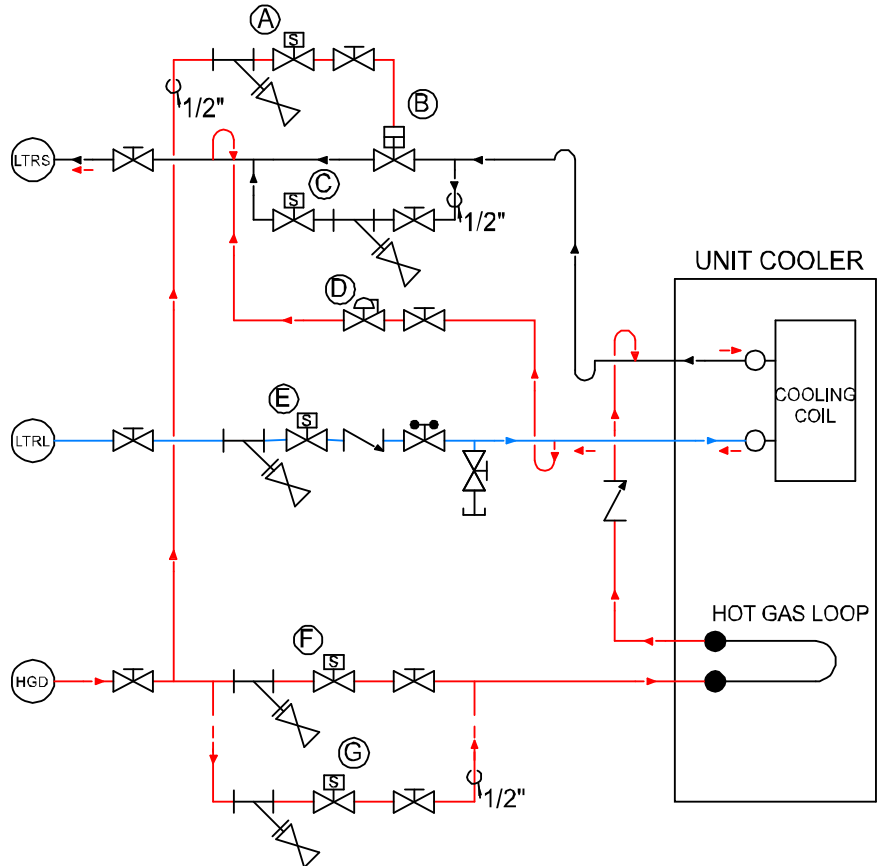 A
S
1/2"
B
LTRS
C
S
1/2"
UNIT COOLER
D
COOLING
COIL
E
S
LTRL
HOT GAS LOOP
F
S
HGD
G
S
1/2"